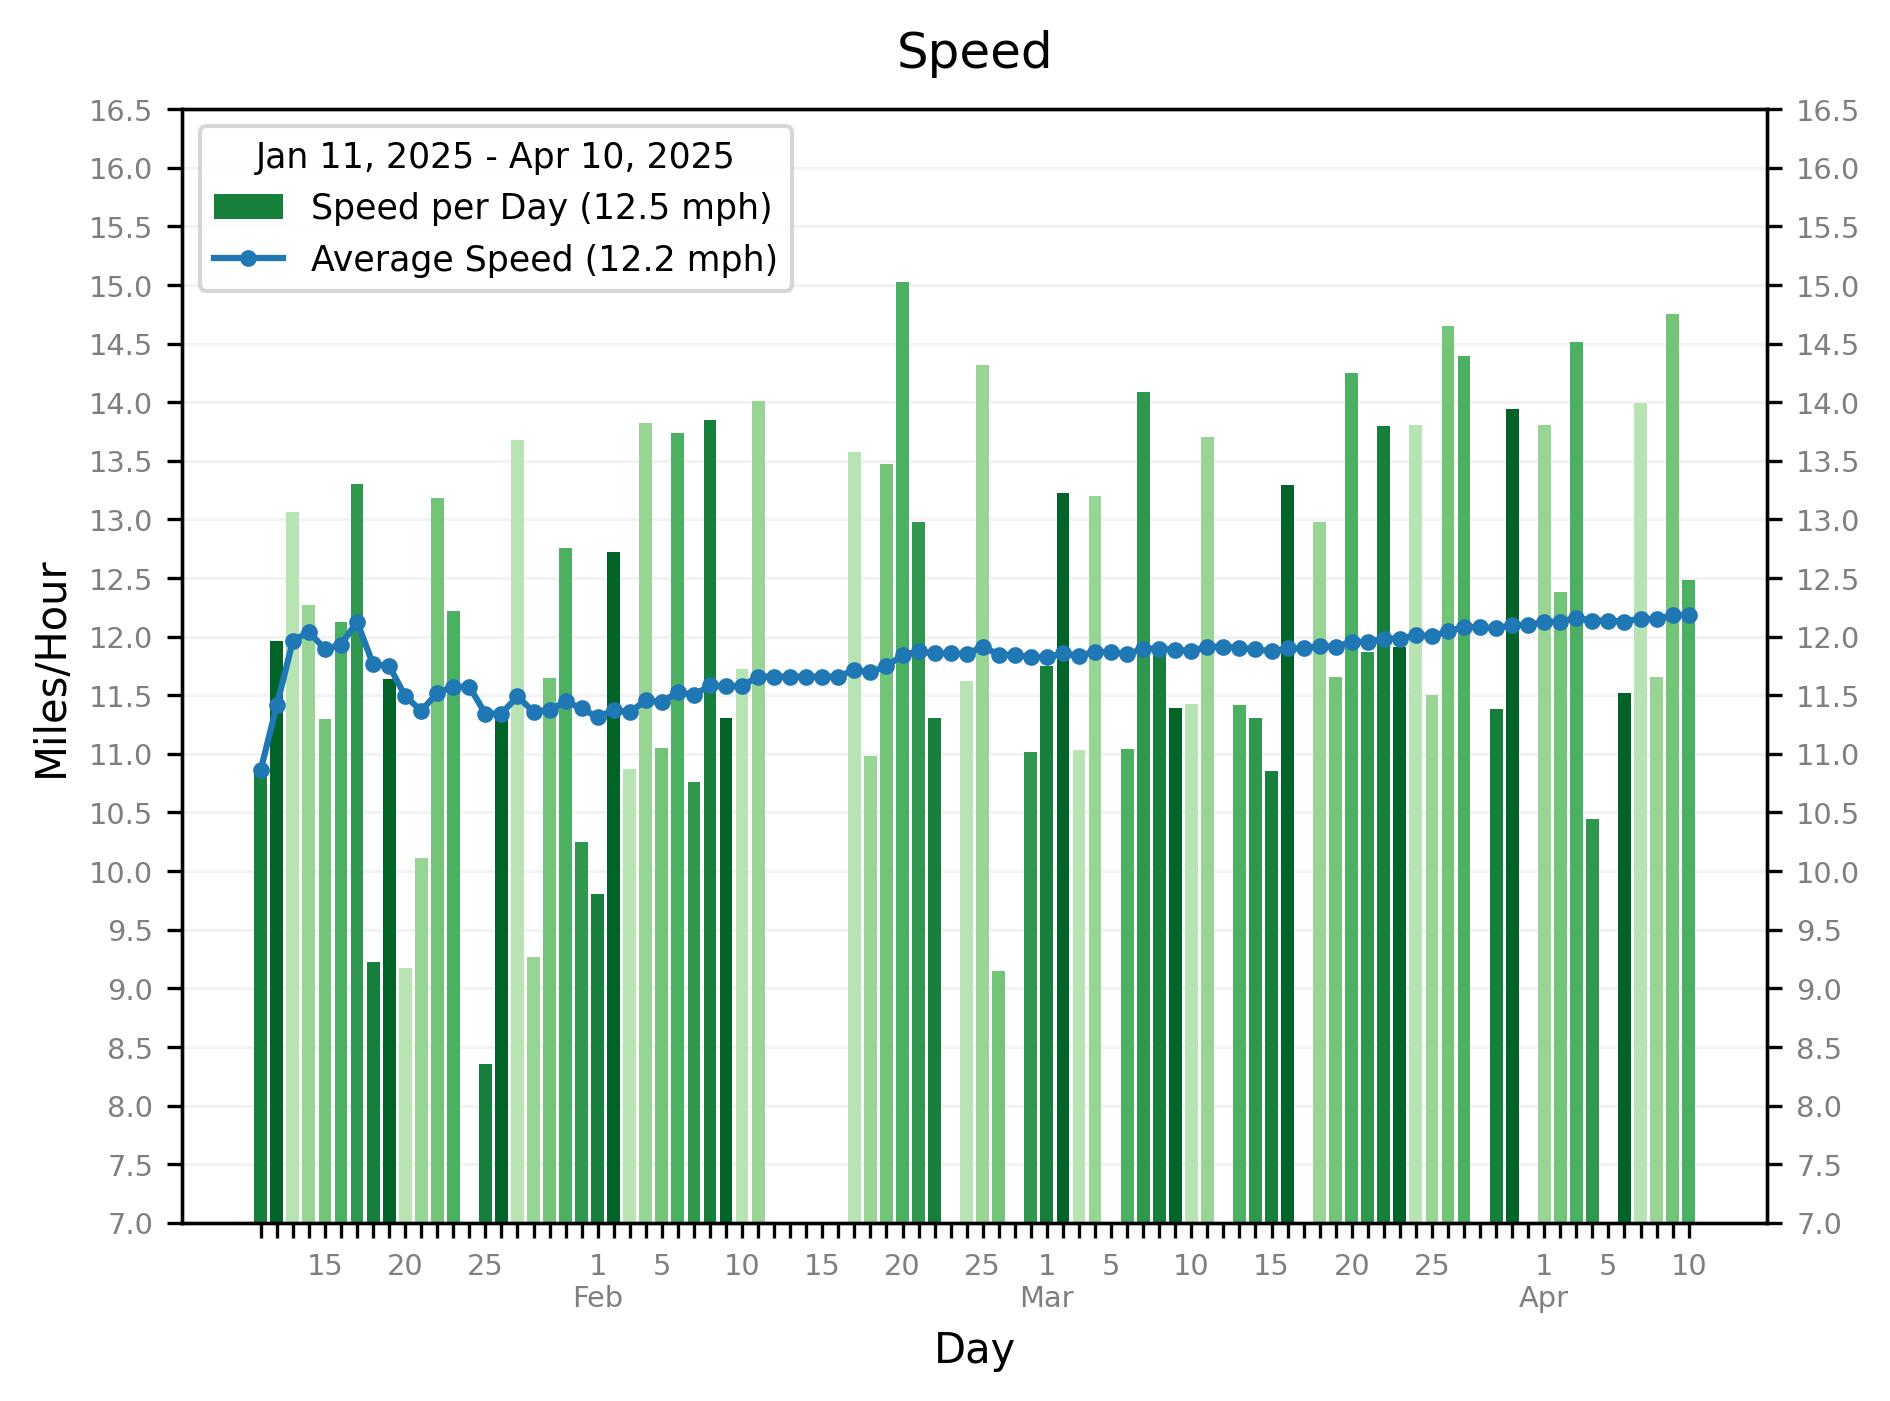 Speed
Jan 11, 2025 - Apr 10, 2025
Speed per Day (12.5 mph)
Average Speed (12.2 mph)
16.5 16.5
16.0 16.0
15.5 15.5
15.0 15.0
14.5 14.5
14.0 14.0
13.5 13.5
13.0 13.0
12.5 12.5
12.0 12.0
11.5 11.5
11.0 11.0
10.5 10.5
10.0 10.0
9.5 9.5
9.0 9.0
8.5 8.5
8.0 8.0
7.5 7.5
7.0 7.0
Miles/Hour
15 20 25 1 5 10 15 20 25 1 5 10 15 20 25 1 5 10
Feb Mar Apr
Day